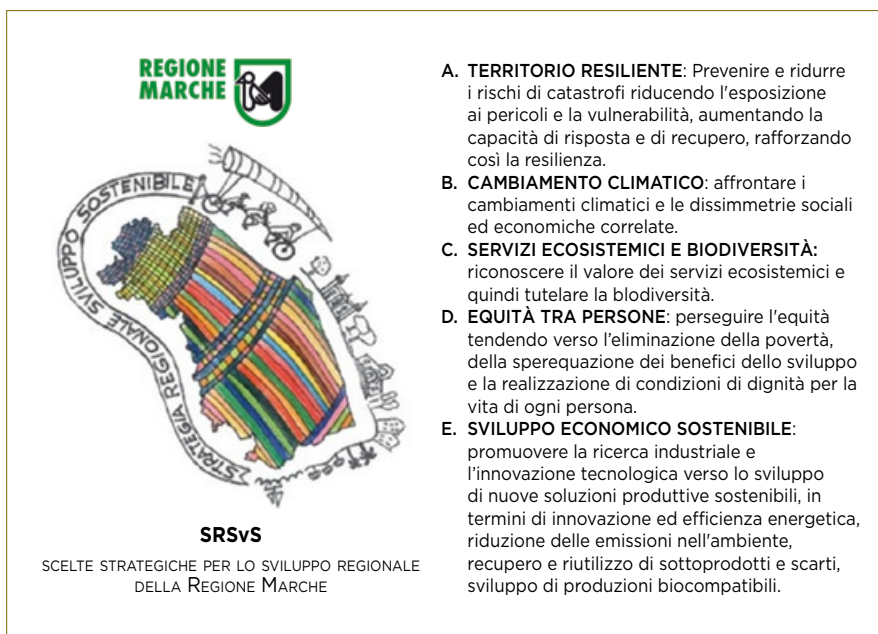 REGIONE
MARCHE
STRATEGIA REGIONALE SVILUPPO SOSTENIBILE
SRSvS
SCELTE STRATEGICHE PER LO SVILUPPO REGIONALE
DELLA REGIONE MARCHE
A. TERRITORIO RESILIENTE: Prevenire e ridurre
i rischi di catastrofi riducendo l'esposizione
ai pericoli e la vulnerabilità, aumentando la
capacità di risposta e di recupero, rafforzando
così la resilienza.
B. CAMBIAMENTO CLIMATICO: affrontare i
cambiamenti climatici e le dissimmetrie sociali
ed economiche correlate.
C. SERVIZI ECOSISTEMICI E BIODIVERSITÀ:
riconoscere il valore dei servizi ecosistemici e
quindi tutelare la blodiversità.
D. EQUITÀ TRA PERSONE: perseguire l'equità
tendendo verso l’eliminazione della povertà,
della sperequazione dei benefici dello sviluppo
e la realizzazione di condizioni di dignità per la
vita di ogni persona.
E. SVILUPPO ECONOMICO SOSTENIBILE:
promuovere la ricerca industriale e
l’innovazione tecnologica verso lo sviluppo
di nuove soluzioni produttive sostenibili, in
termini di innovazione ed efficienza energetica,
riduzione delle emissioni nell'ambiente,
recupero e riutilizzo di sottoprodotti e scarti,
sviluppo di produzioni biocompatibili.